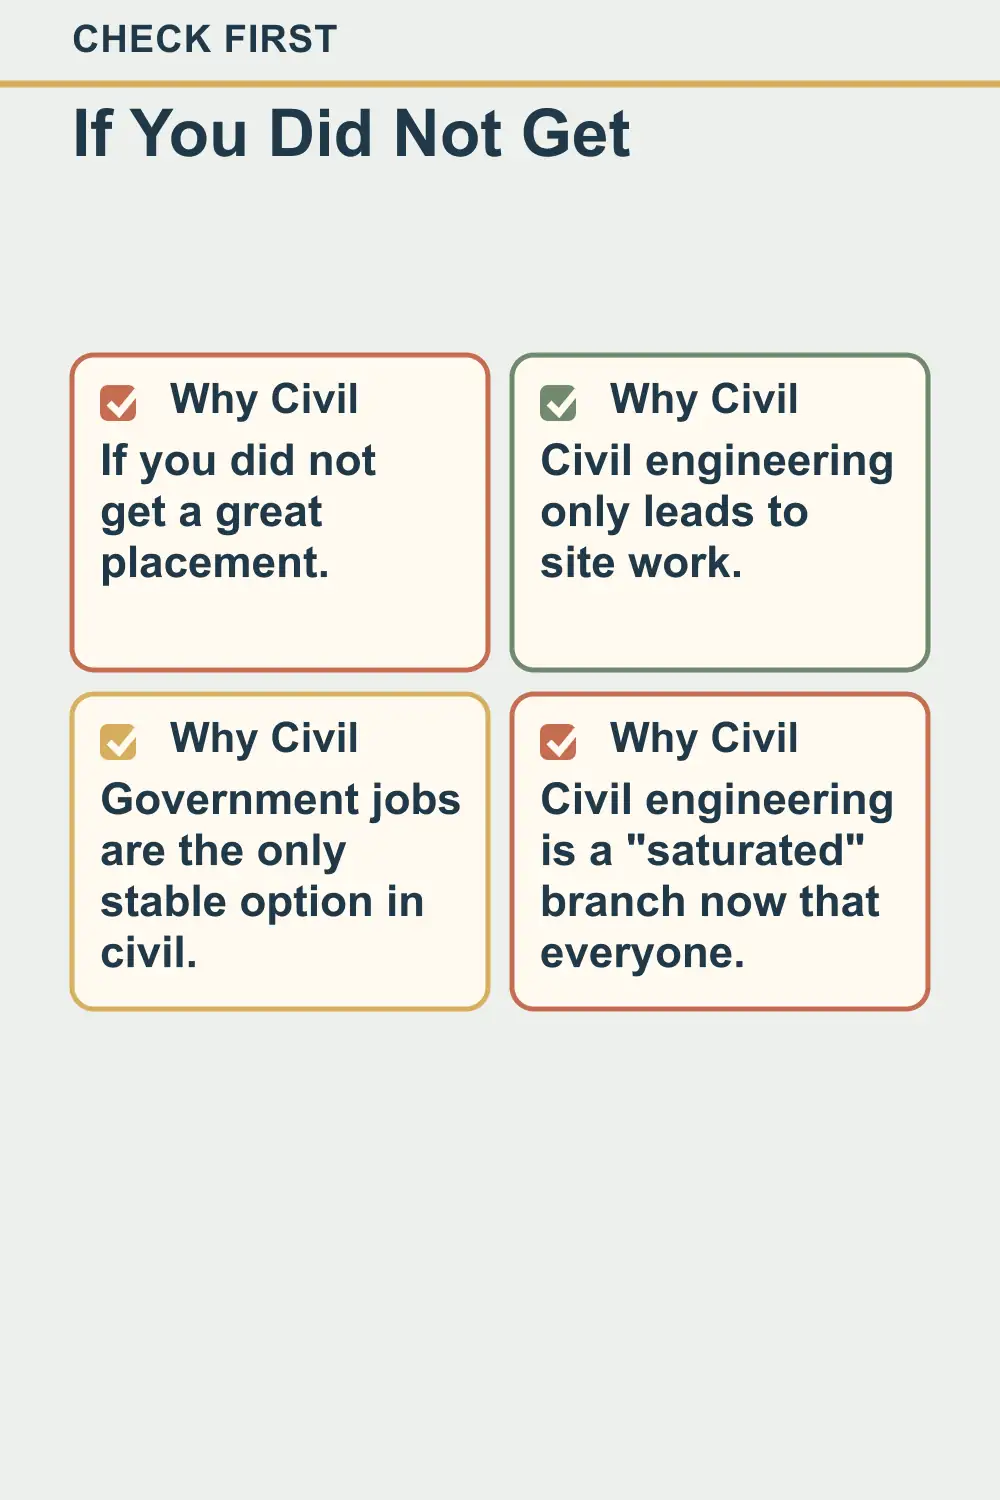 CHECK FIRST
If You Did Not Get
Why Civil
If you did not
get a great
placement.
Why Civil
Civil engineering
only leads to
site work.
Why Civil
Government jobs
are the only
stable option in
civil.
Why Civil
Civil engineering
is a "saturated"
branch now that
everyone.